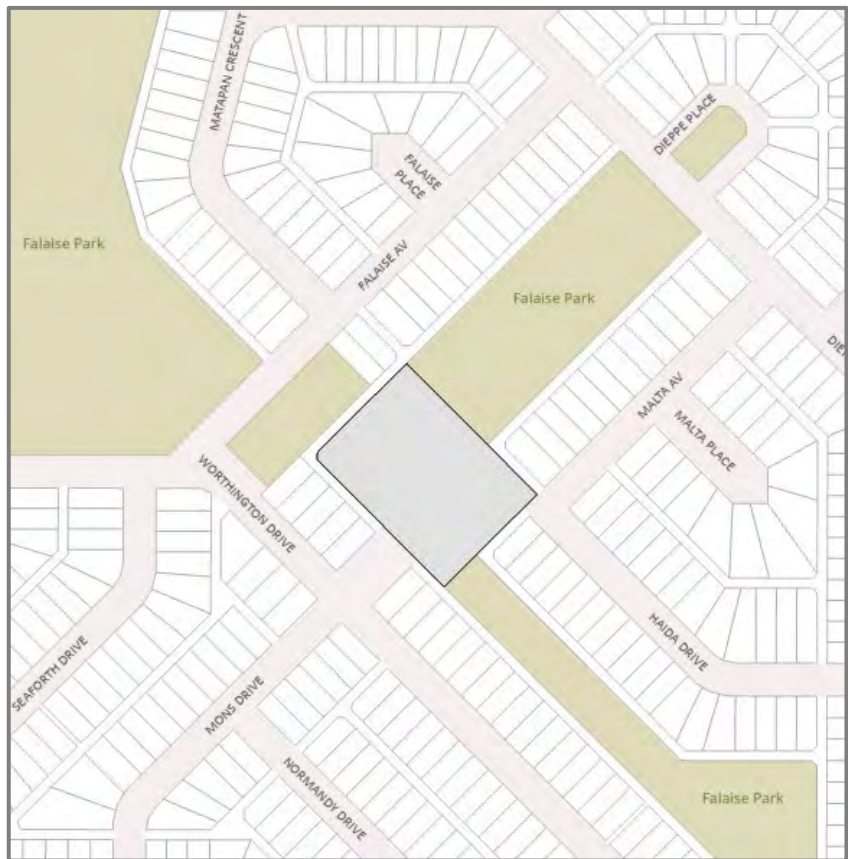 MATAPAN CRESCENT
DIEPPE PLACE
FALAISE
PLACE
Falaise Park
FALAISE AV
Falaise Park
MALTA AV
MALTA PLACE
WORTHINGTON DRIVE
HAIDA DRIVE
SEAFORTH DRIVE
MONS DRIVE
NORMANDY DRIVE
Falaise Park